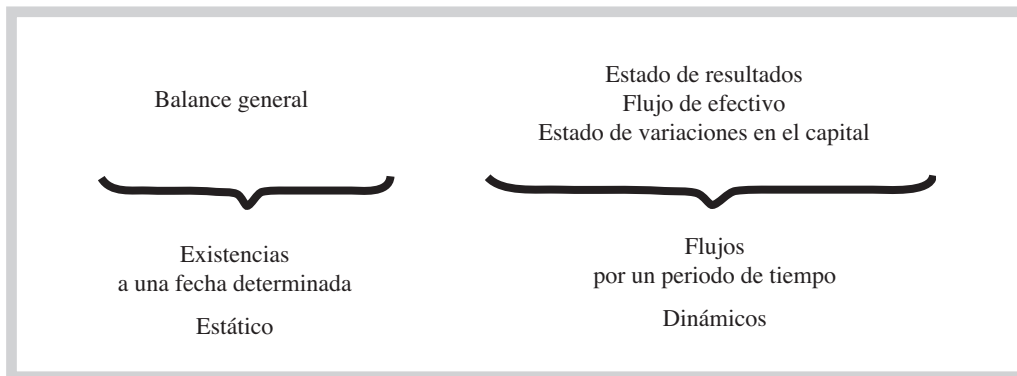 Balance general
Existencias
a una fecha determinada
Estático
Estado de resultados
Flujo de efectivo
Estado de variaciones en el capital
Flujos
por un periodo de tiempo
Dinámicos